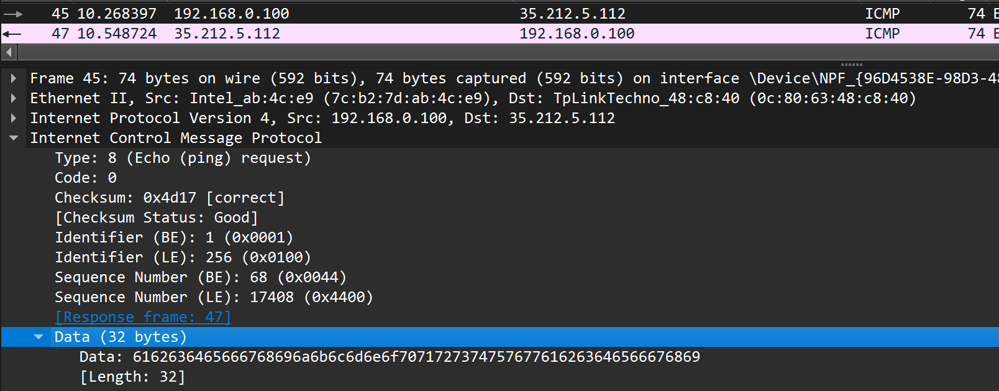 45 10.268397 192.168.0.100 35.212.5.112 ICMP 74 E
47 10.548724 35.212.5.112 192.168.0.100 ICMP 74 E
Frame 45: 74 bytes on wire (592 bits), 74 bytes captured (592 bits) on interface \Device\NPF_{96D4538E-98D3-48
Ethernet II, Src: Intel_ab:4c:e9 (7c:b2:7d:ab:4c:e9), Dst: TpLinkTechno_48:c8:40 (0c:80:63:48:c8:40)
Internet Protocol Version 4, Src: 192.168.0.100, Dst: 35.212.5.112
Internet Control Message Protocol
Type: 8 (Echo (ping) request)
Code: 0
Checksum: 0x4d17 [correct]
[Checksum Status: Good]
Identifier (BE): 1 (0x0001)
Identifier (LE): 256 (0x0100)
Sequence Number (BE): 68 (0x0044)
Sequence Number (LE): 17408 (0x4400)
[Response frame: 47]
Data (32 bytes)
Data: 6162636465666768696a6b6c6d6e6f7071727374757677616263646566676869
[Length: 32]